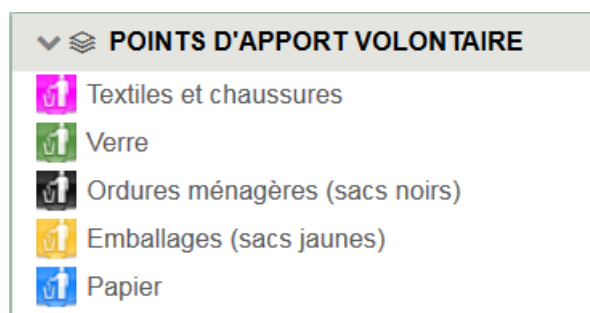 POINTS D'APPORT VOLONTAIRE
Textiles et chaussures
Verre
Ordures ménagères (sacs noirs)
Emballages (sacs jaunes)
Papier